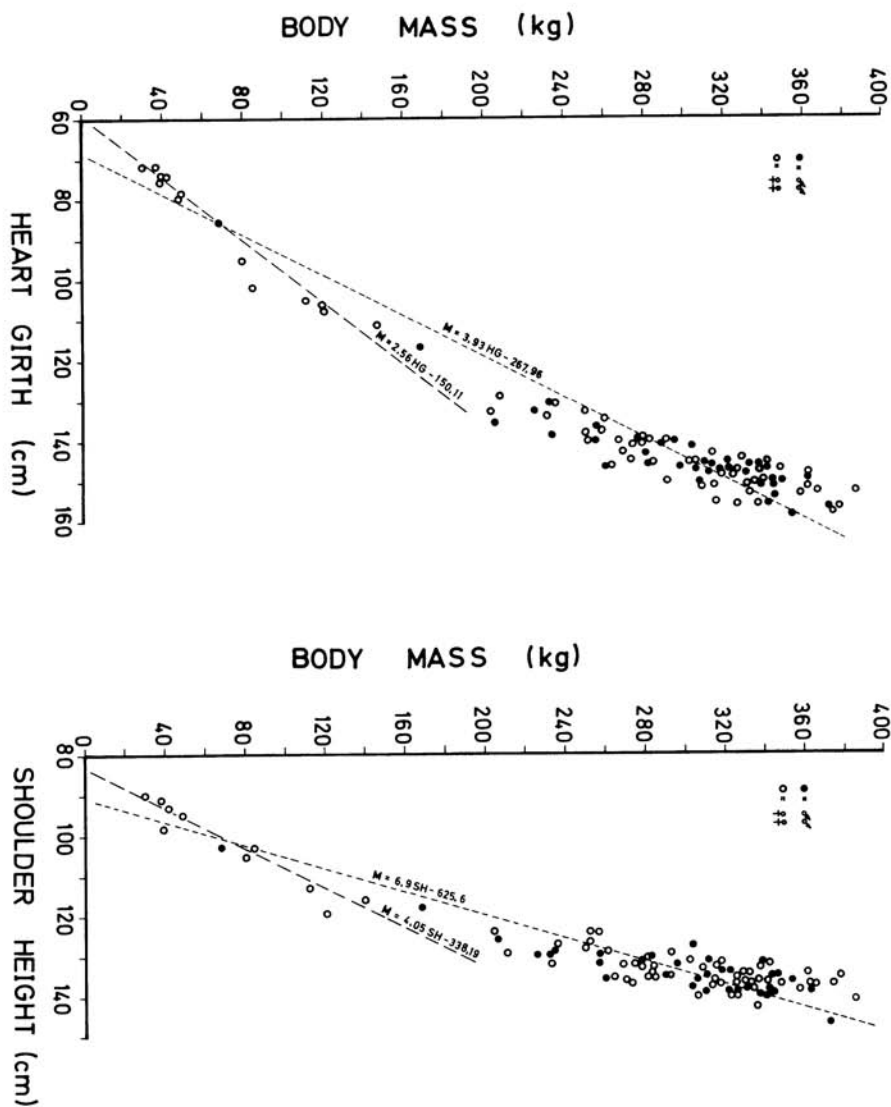 BODY MASS (kg)
0 40 80 120 160 200 240 280 320 360 400
60 80 100 120 140 160
HEART GIRTH (cm)
M = 3,93 HG-267,96
M = 2,56 HG-150,11
● = ♂♂
○ = ♀♀
BODY MASS (kg)
0 40 80 120 160 200 240 280 320 360 400
80 100 120 140
SHOULDER HEIGHT (cm)
M = 6,9 SH-625,6
M = 4,05 SH-338,19
● = ♂♂
○ = ♀♀